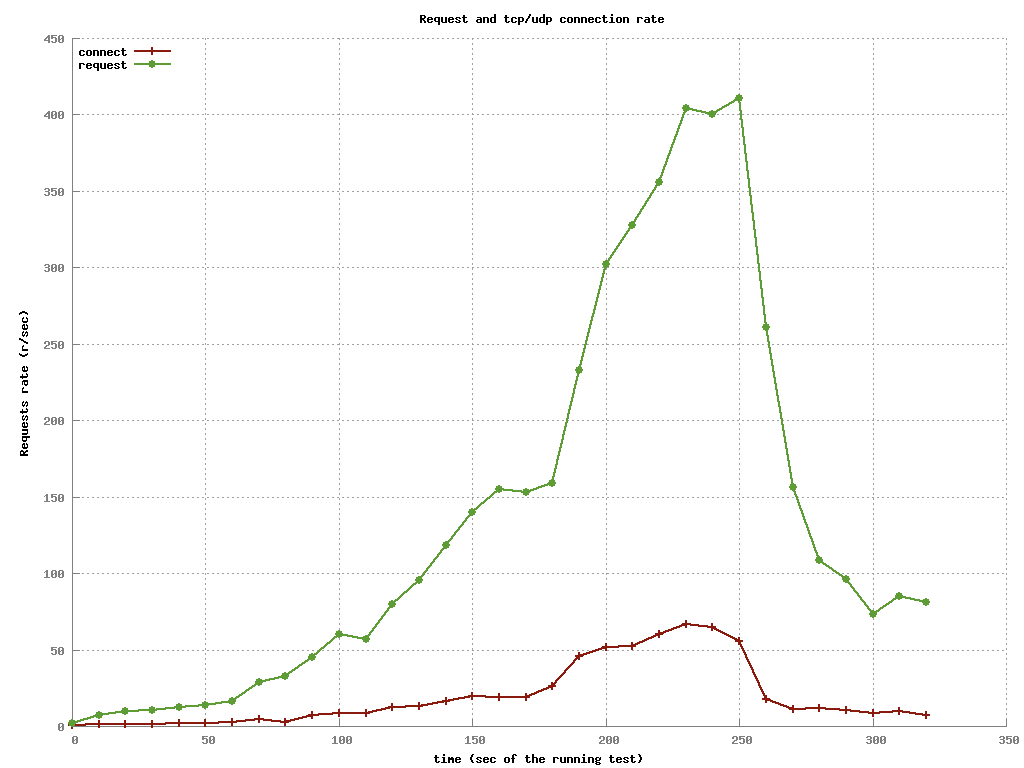 Request and tcp/udp connection rate
450
connect
request
400
350
300
250
200
150
100
50
0
Requests rate (r/sec)
0 50 100 150 200 250 300 350
time (sec of the running test)